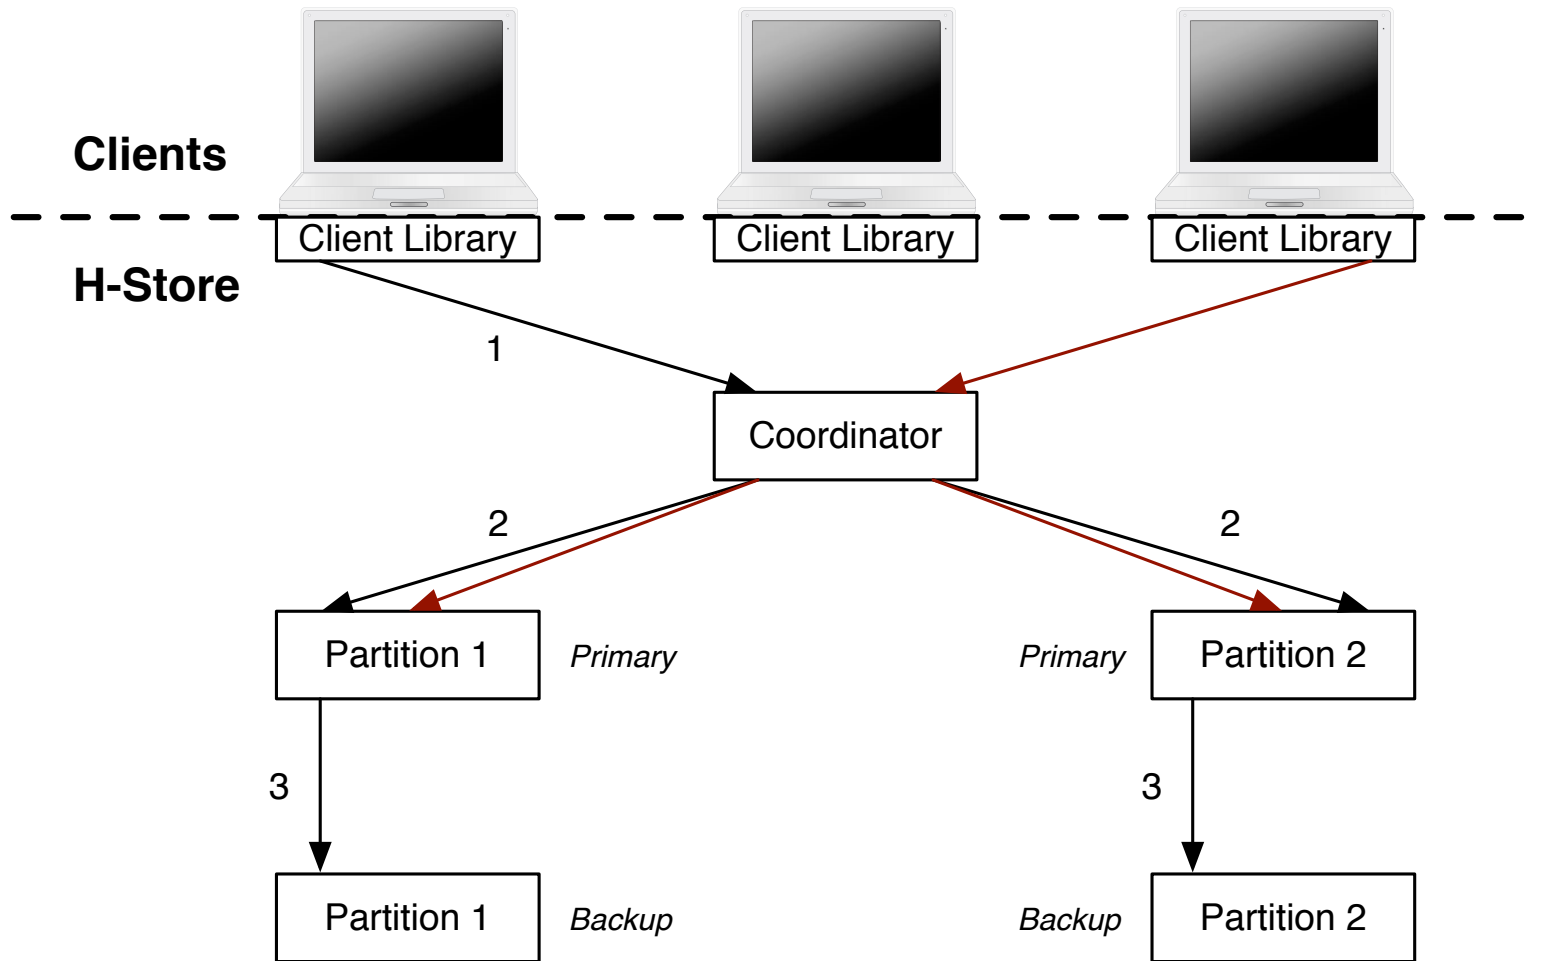 Clients
Client Library
Client Library
Client Library
H-Store
1
Coordinator
2
2
Partition 1
Primary
Primary
Partition 2
3
3
Partition 1
Backup
Backup
Partition 2